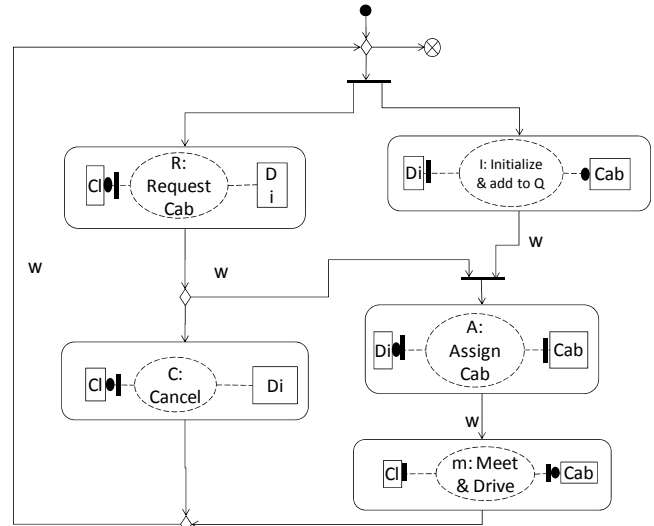 R:
Request
Cab
Cl
D
i
I: Initialize
& add to Q
Di
Cab
w
w
w
A:
Assign
Cab
Di
Cab
C:
Cancel
Cl
Di
w
m: Meet
& Drive
Cl
Cab